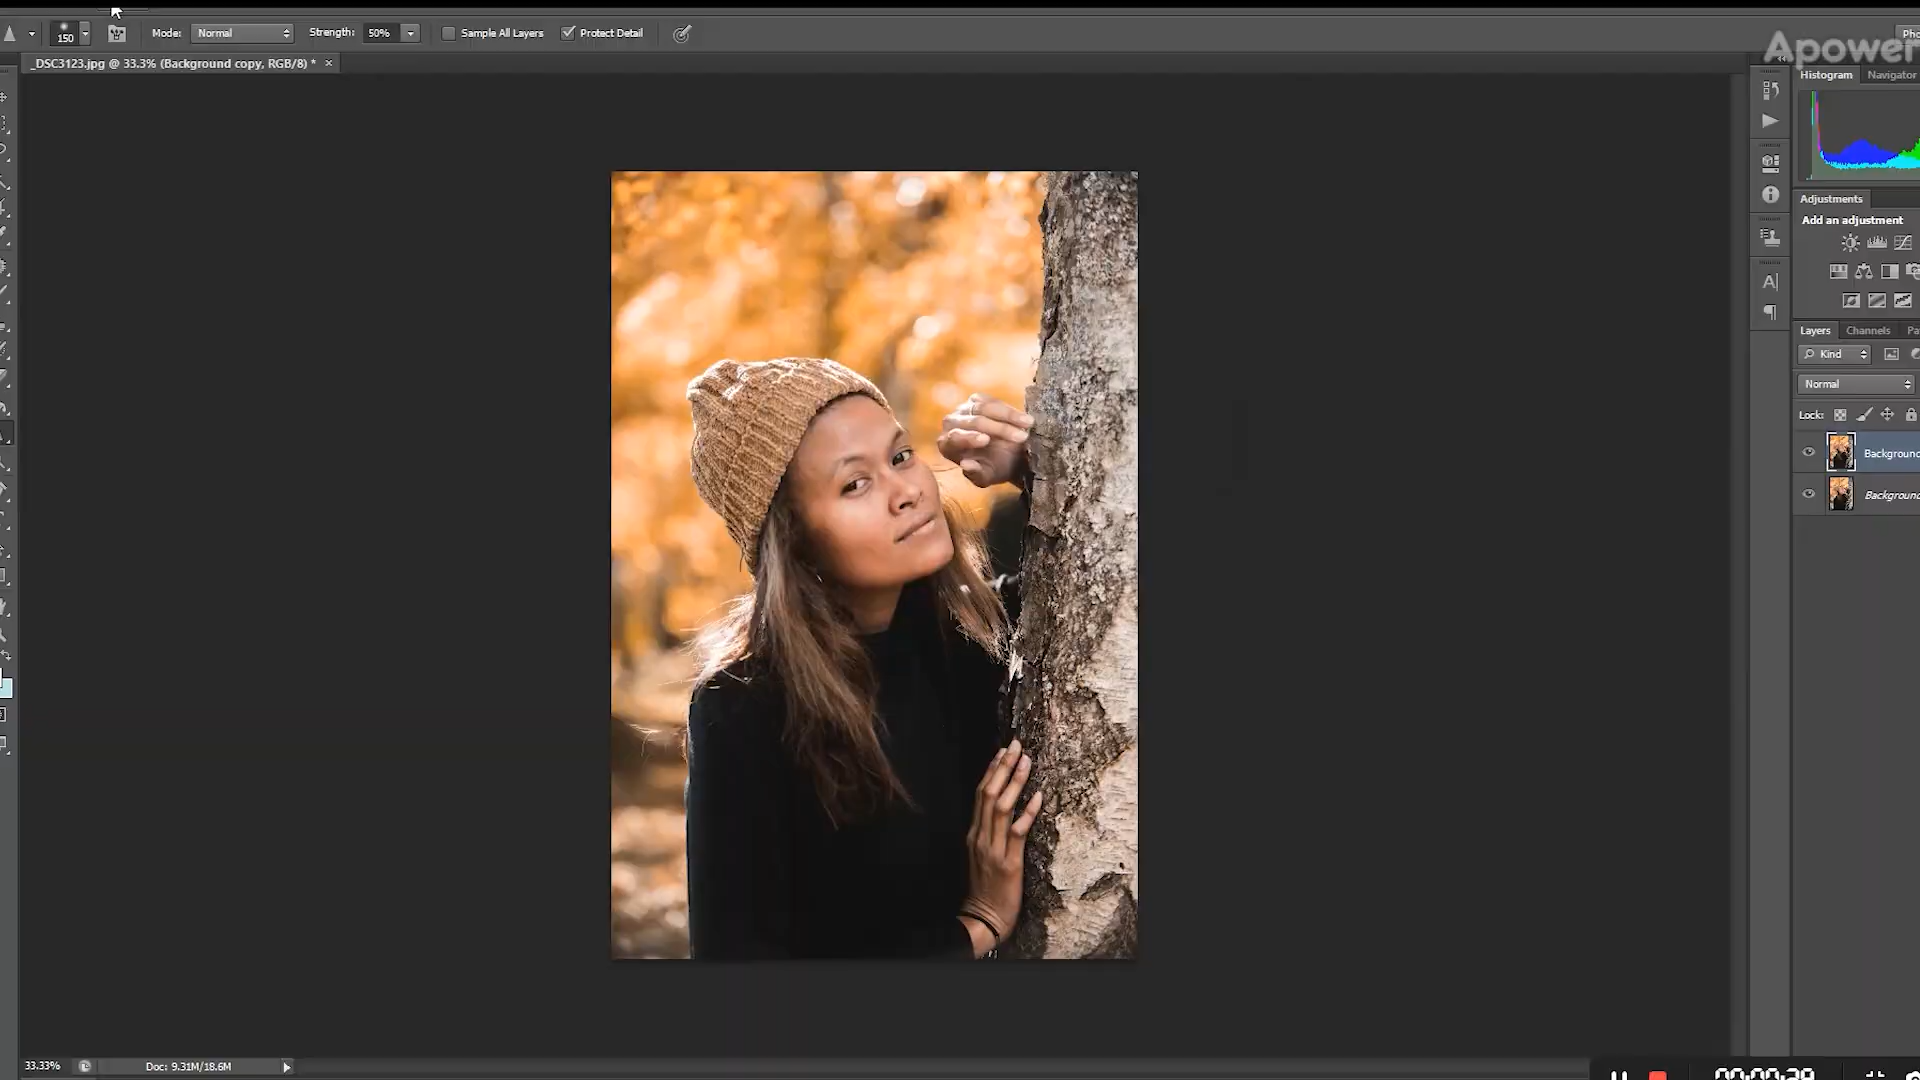 150 Mode: Normal Strength: 50% Sample All Layers Protect Detail
Apower
_DSC3123.jpg @ 33.3% (Background copy, RGB/8) * ×
Histogram Navigator
Adjustments
Add an adjustment
Layers Channels Pa
Kind
Normal
Lock:
Background
Background
33.33% Doc: 9.31M/18.6M